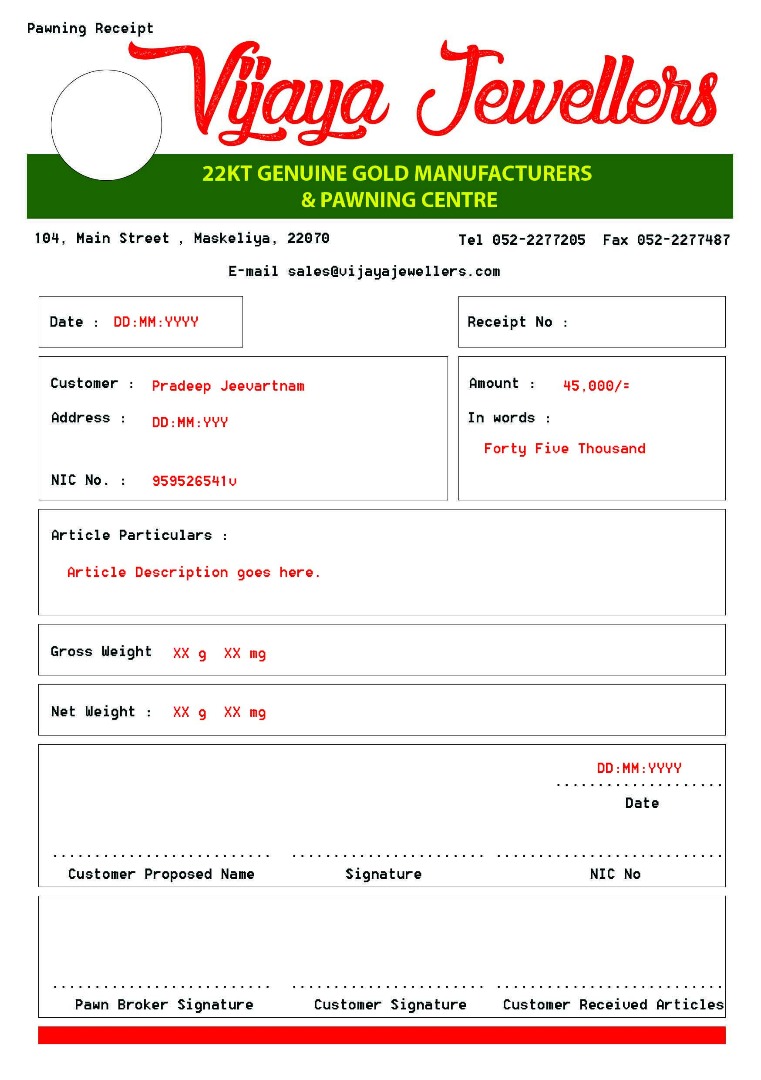 Pawning Receipt
Vijaya Jewellers
22KT GENUINE GOLD MANUFACTURERS
& PAWNING CENTRE
104, Main Street , Maskeliya, 22070 Tel 052-2277205 Fax 052-2277487
E-mail sales@vijayajewellers.com
Date : DD:MM:YYYY Receipt No :
Customer : Pradeep Jeevartnam
Address : DD:MM:YYY
NIC No. : 959526541v
Amount : 45,000/=
In words :
Forty Five Thousand
Article Particulars :
Article Description goes here.
Gross Weight XX g XX mg
Net Weight : XX g XX mg
DD:MM:YYYY
Date
Customer Proposed Name Signature NIC No
Pawn Broker Signature Customer Signature Customer Received Articles